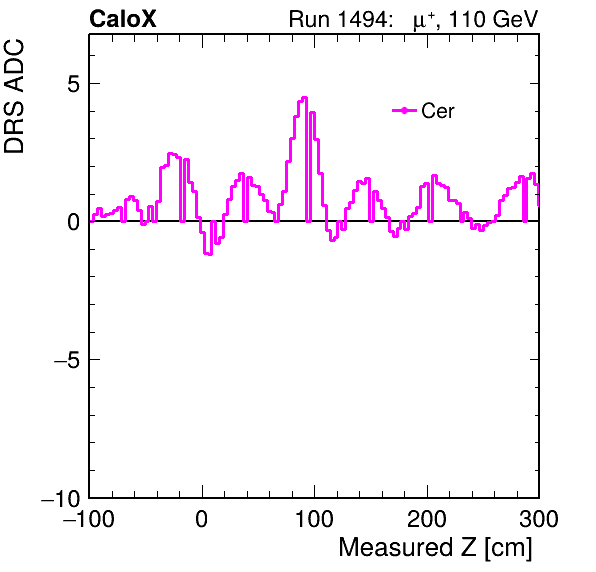 CaloX Run 1494: μ⁺, 110 GeV
DRS ADC
5
0
−5
−10
Cer
−100 0 100 200 300
Measured Z [cm]